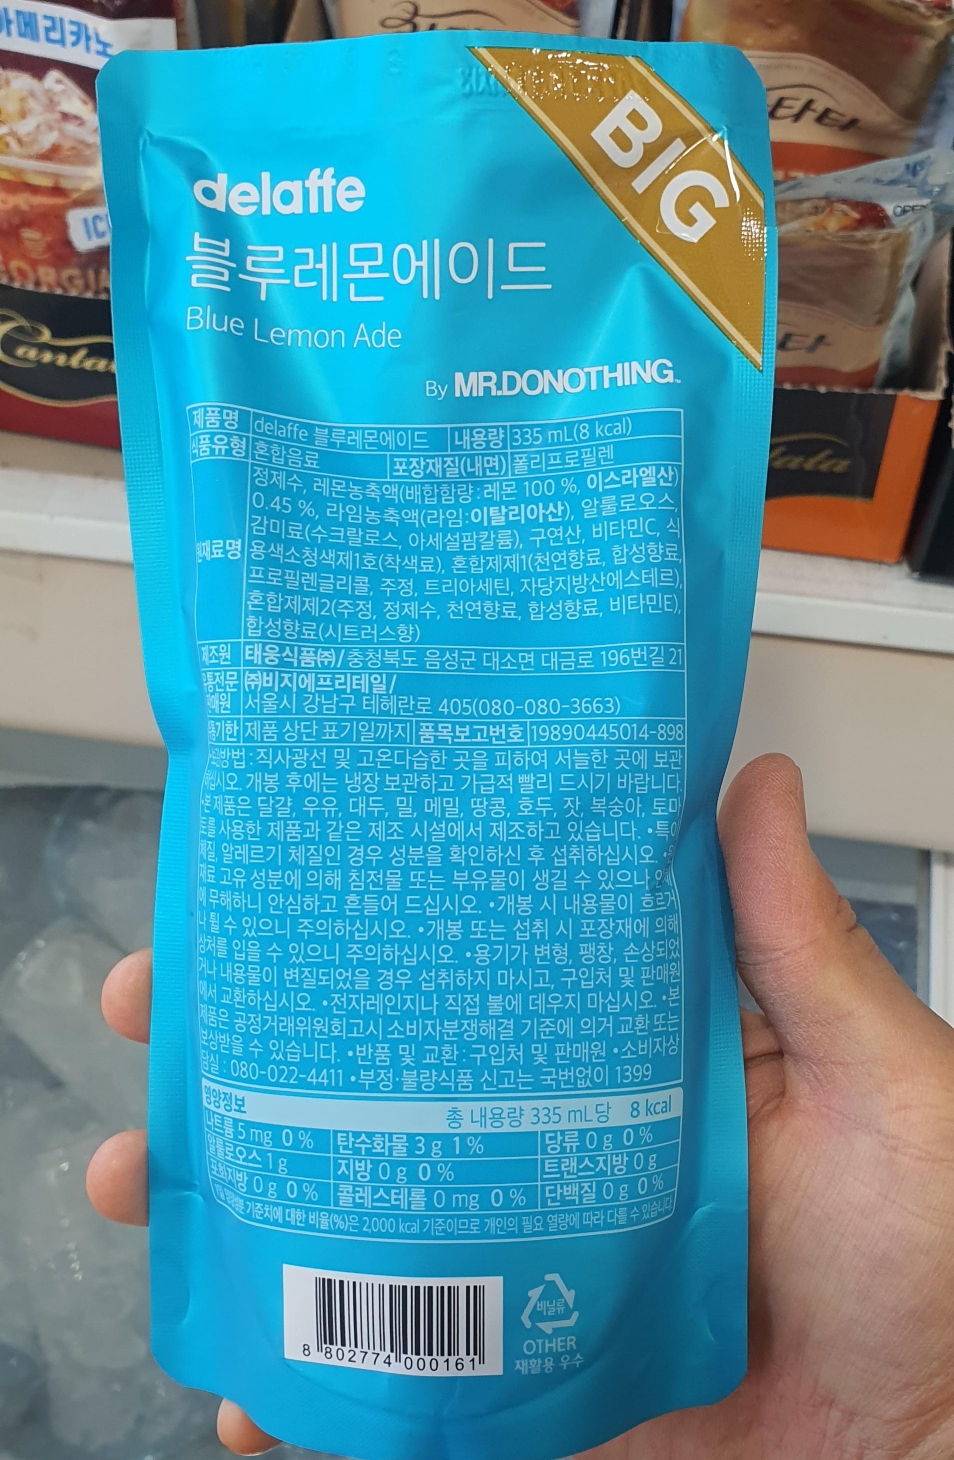 아메리카노
BIG
delaffe
블루레몬에이드
Blue Lemon Ade
By MR.DONOTHING™
제품명 delaffe 블루레몬에이드 내용량 335 mL(8 kcal)
식품유형 혼합음료 포장재질(내면) 폴리프로필렌
정제수, 레몬농축액(배합함량:레몬 100 %, 이스라엘산)
0.45 %, 라임농축액(라임:이탈리아산), 알룰로오스,
감미료(수크랄로스, 아세설팜칼륨), 구연산, 비타민C, 식
원재료명 용색소청색제1호(착색료), 혼합제제1(천연향료, 합성향료,
프로필렌글리콜, 주정, 트리아세틴, 자당지방산에스테르),
혼합제제2(주정, 정제수, 천연향료, 합성향료, 비타민E),
합성향료(시트러스향)
제조원 태웅식품㈜/충청북도 음성군 대소면 대금로 196번길 21
유통전문 ㈜비지에프리테일/
판매원 서울시 강남구 테헤란로 405(080-080-3663)
유통기한 제품 상단 표기일까지 품목보고번호 19890445014-898
보관방법:직사광선 및 고온다습한 곳을 피하여 서늘한 곳에 보관
하십시오. 개봉 후에는 냉장 보관하고 가급적 빨리 드시기 바랍니다.
•본 제품은 달걀, 우유, 대두, 밀, 메밀, 땅콩, 호두, 잣, 복숭아, 토마
토를 사용한 제품과 같은 제조 시설에서 제조하고 있습니다. •특이
체질, 알레르기 체질인 경우 성분을 확인하신 후 섭취하십시오. •원
재료 고유 성분에 의해 침전물 또는 부유물이 생길 수 있으나 인체
에 무해하니 안심하고 흔들어 드십시오. •개봉 시 내용물이 흐르거
나 튈 수 있으니 주의하십시오. •개봉 또는 섭취 시 포장재에 의해
상처를 입을 수 있으니 주의하십시오. •용기가 변형, 팽창, 손상되었
거나 내용물이 변질되었을 경우 섭취하지 마시고, 구입처 및 판매원
에서 교환하십시오. •전자레인지나 직접 불에 데우지 마십시오. •본
제품은 공정거래위원회고시 소비자분쟁해결 기준에 의거 교환 또는
보상받을 수 있습니다. •반품 및 교환:구입처 및 판매원 •소비자상
담실 : 080-022-4411 •부정·불량식품 신고는 국번없이 1399
영양정보 총 내용량 335 mL당 8 kcal
나트륨 5 mg 0 % 탄수화물 3 g 1 % 당류 0 g 0 %
알룰로오스 1 g 지방 0 g 0 % 트랜스지방 0 g
포화지방 0 g 0 % 콜레스테롤 0 mg 0 % 단백질 0 g 0 %
1일 영양성분 기준치에 대한 비율(%)은 2,000 kcal 기준이므로 개인의 필요 열량에 따라 다를 수 있습니다.
8 802774 000161
비닐류
OTHER
재활용 우수